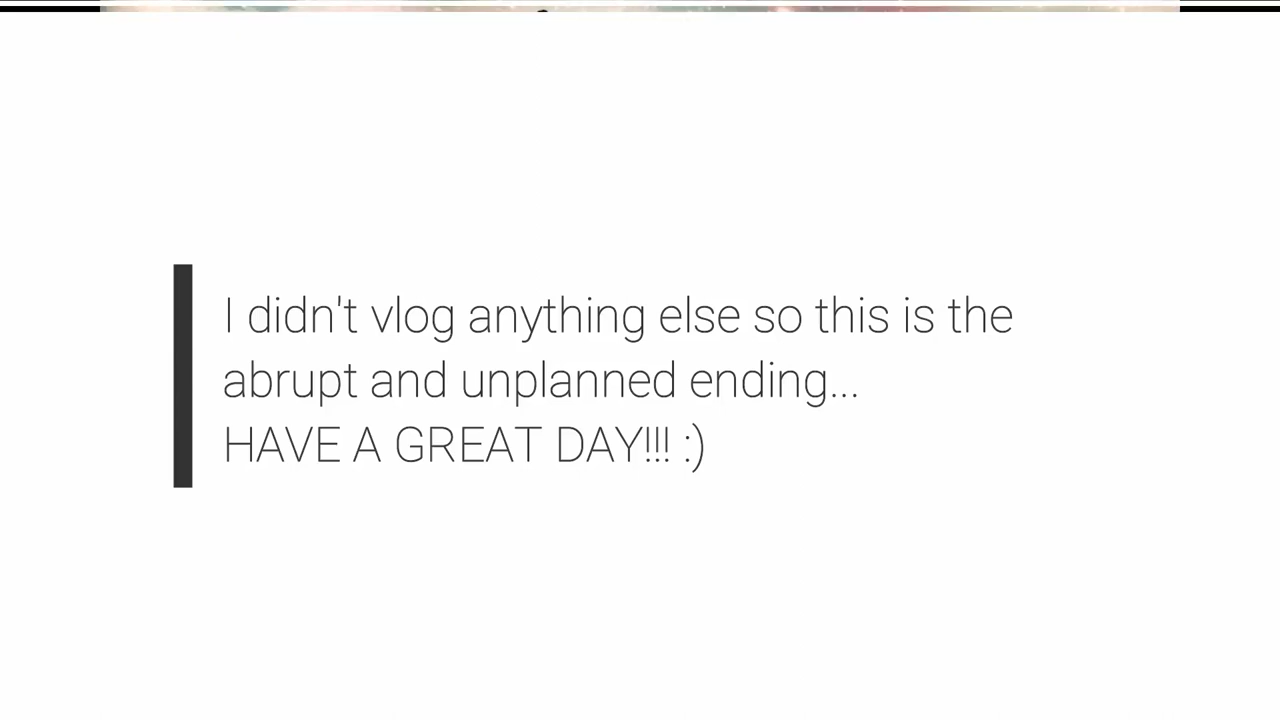 I didn't vlog anything else so this is the
abrupt and unplanned ending...
HAVE A GREAT DAY!!! :)